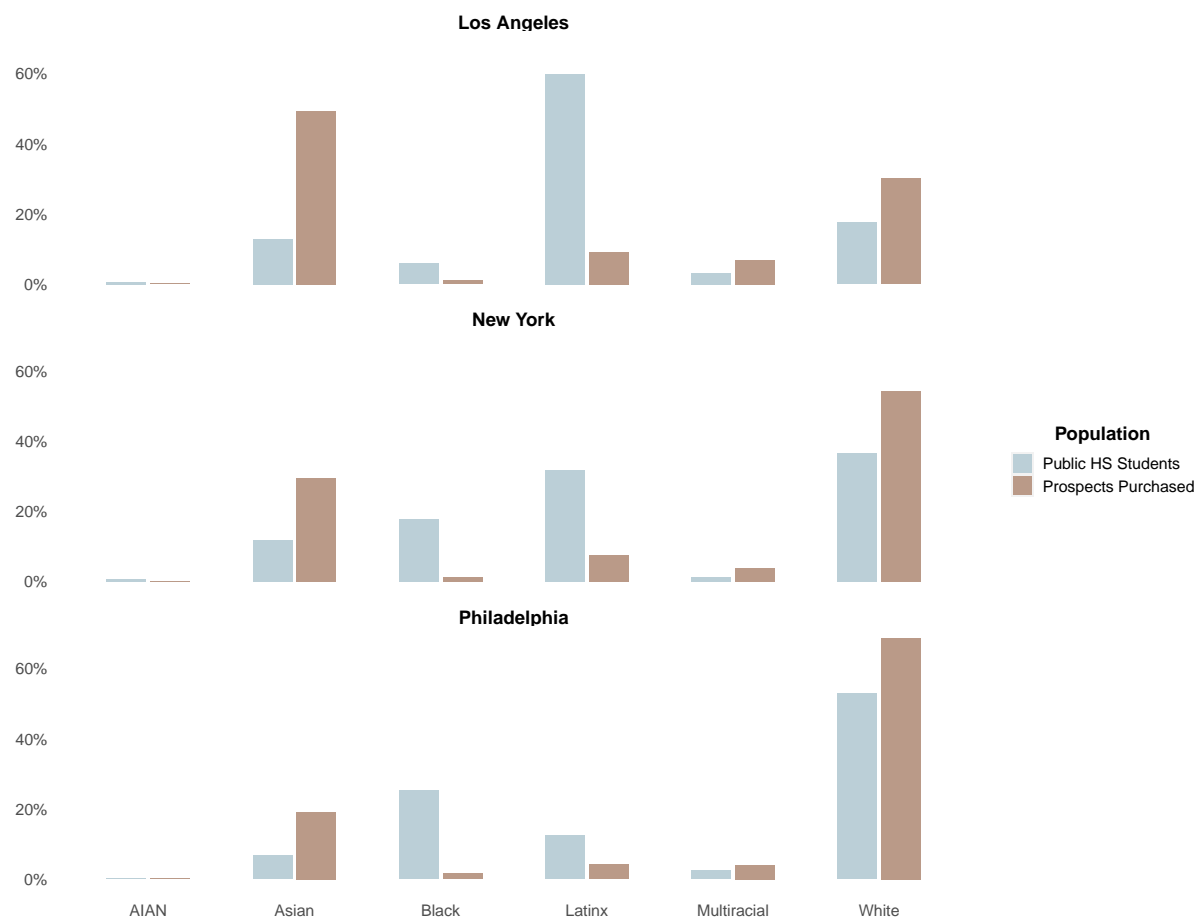 Los Angeles
60%
40%
20%
0%
New York
60%
40%
20%
0%
Philadelphia
60%
40%
20%
0%
AIAN Asian Black Latinx Multiracial White
Population
Public HS Students
Prospects Purchased